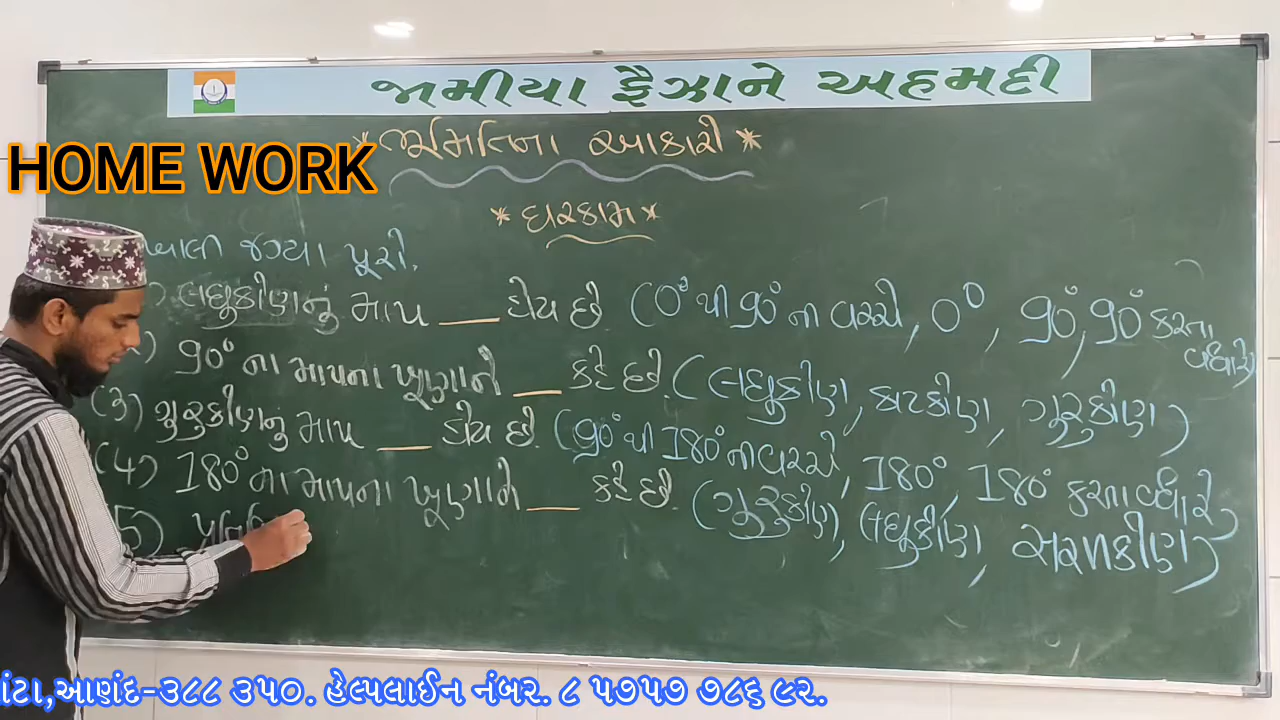 જામીયા ફૈઝાને અહમદી
HOME WORK
* ભૂમિતિના આકારો *
* ઘરકામ *
ખાલી જગ્યા પૂરો.
લઘુકોણનું માપ ___ હોય છે (0° થી 90° ના વચ્ચે, 0°, 90°, 90° કરતા વધારે)
90° ના માપના ખૂણાને ___ કહે છે. (લઘુકોણ, કાટકોણ, ગુરુકોણ)
(3) ગુરુકોણનું માપ ___ હોય છે. (90° થી 180° ના વચ્ચે, 180°, 180° કરતા વધારે)
(4) 180° ના માપના ખૂણાને ___ કહે છે. (ગુરુકોણ, લઘુકોણ, સરળકોણ)
5)
આણંદ-૩૮૮ ૩૫૦. હેલ્પલાઈન નંબર. ૮ ૫૭૫૭ ૭૮૬ ૯૨.